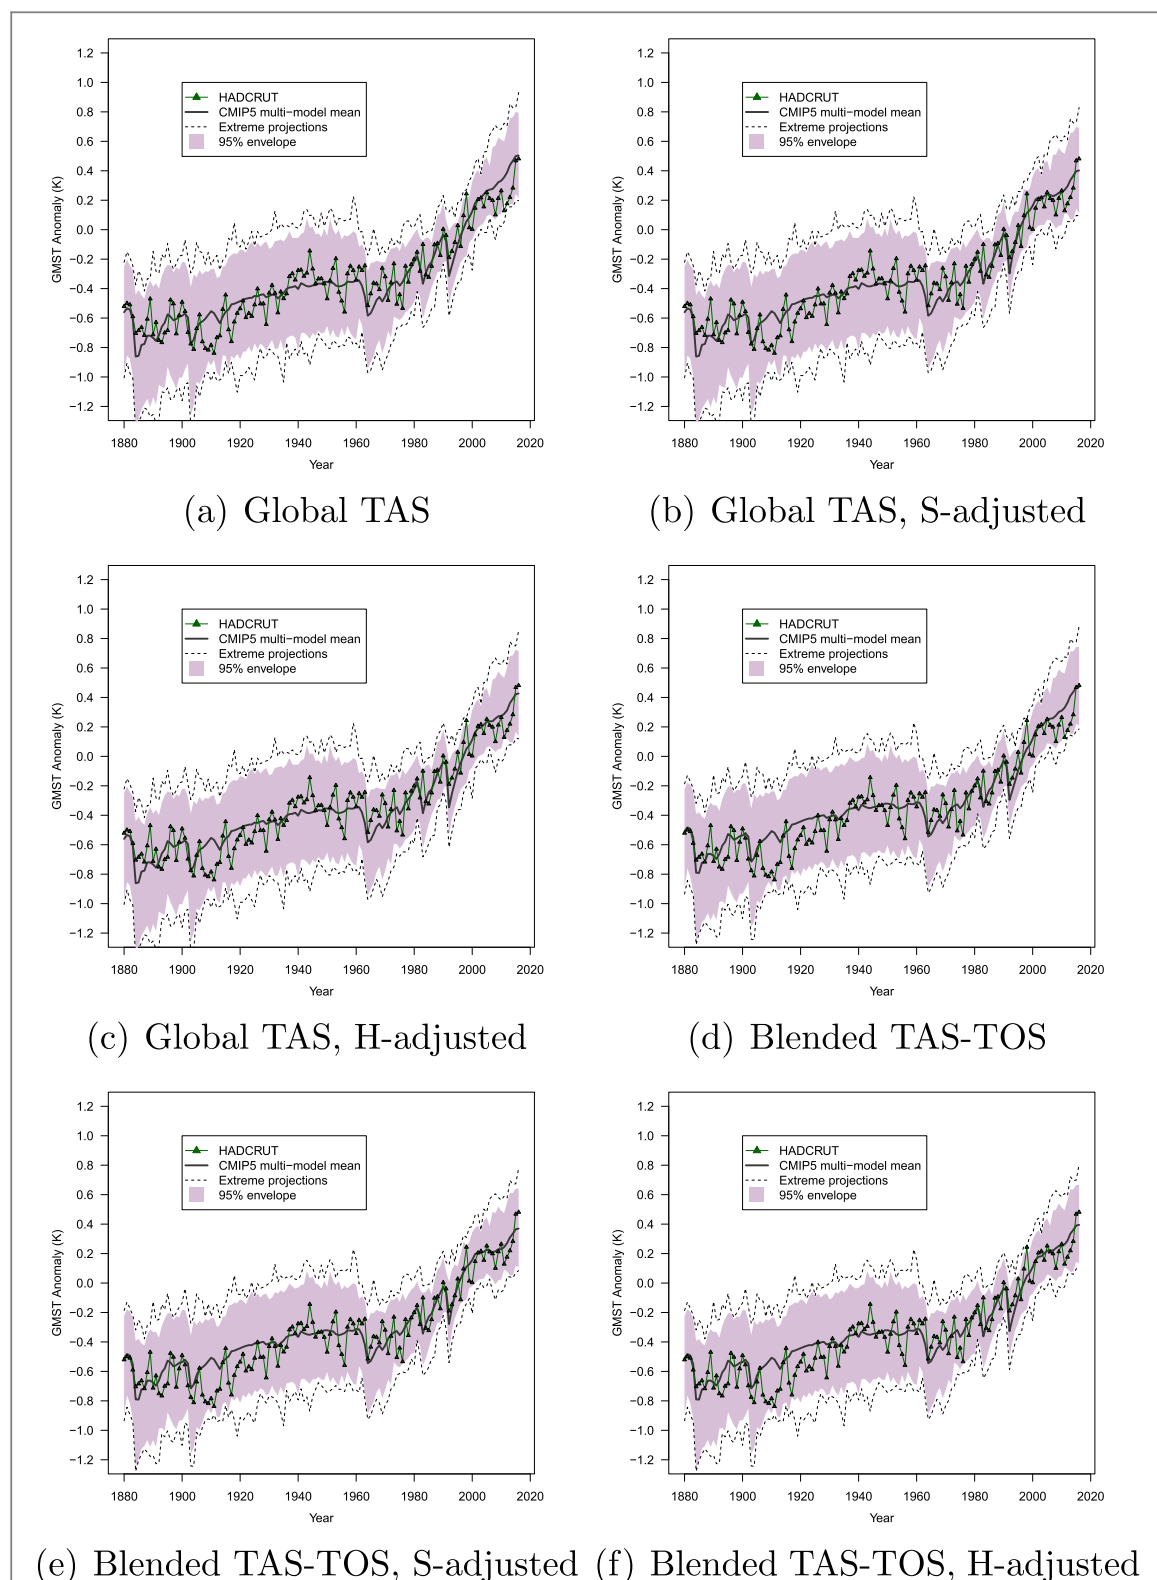 1.2
1.0
0.8
0.6
0.4
0.2
0.0
−0.2
−0.4
−0.6
−0.8
−1.0
−1.2
GMST Anomaly (K)
HADCRUT
CMIP5 multi−model mean
Extreme projections
95% envelope
1880 1900 1920 1940 1960 1980 2000 2020
Year
(a) Global TAS
1.2
1.0
0.8
0.6
0.4
0.2
0.0
−0.2
−0.4
−0.6
−0.8
−1.0
−1.2
GMST Anomaly (K)
HADCRUT
CMIP5 multi−model mean
Extreme projections
95% envelope
1880 1900 1920 1940 1960 1980 2000 2020
Year
(b) Global TAS, S-adjusted
1.2
1.0
0.8
0.6
0.4
0.2
0.0
−0.2
−0.4
−0.6
−0.8
−1.0
−1.2
GMST Anomaly (K)
HADCRUT
CMIP5 multi−model mean
Extreme projections
95% envelope
1880 1900 1920 1940 1960 1980 2000 2020
Year
(c) Global TAS, H-adjusted
1.2
1.0
0.8
0.6
0.4
0.2
0.0
−0.2
−0.4
−0.6
−0.8
−1.0
−1.2
GMST Anomaly (K)
HADCRUT
CMIP5 multi−model mean
Extreme projections
95% envelope
1880 1900 1920 1940 1960 1980 2000 2020
Year
(d) Blended TAS-TOS
1.2
1.0
0.8
0.6
0.4
0.2
0.0
−0.2
−0.4
−0.6
−0.8
−1.0
−1.2
GMST Anomaly (K)
HADCRUT
CMIP5 multi−model mean
Extreme projections
95% envelope
1880 1900 1920 1940 1960 1980 2000 2020
Year
(e) Blended TAS-TOS, S-adjusted
1.2
1.0
0.8
0.6
0.4
0.2
0.0
−0.2
−0.4
−0.6
−0.8
−1.0
−1.2
GMST Anomaly (K)
HADCRUT
CMIP5 multi−model mean
Extreme projections
95% envelope
1880 1900 1920 1940 1960 1980 2000 2020
Year
(f) Blended TAS-TOS, H-adjusted